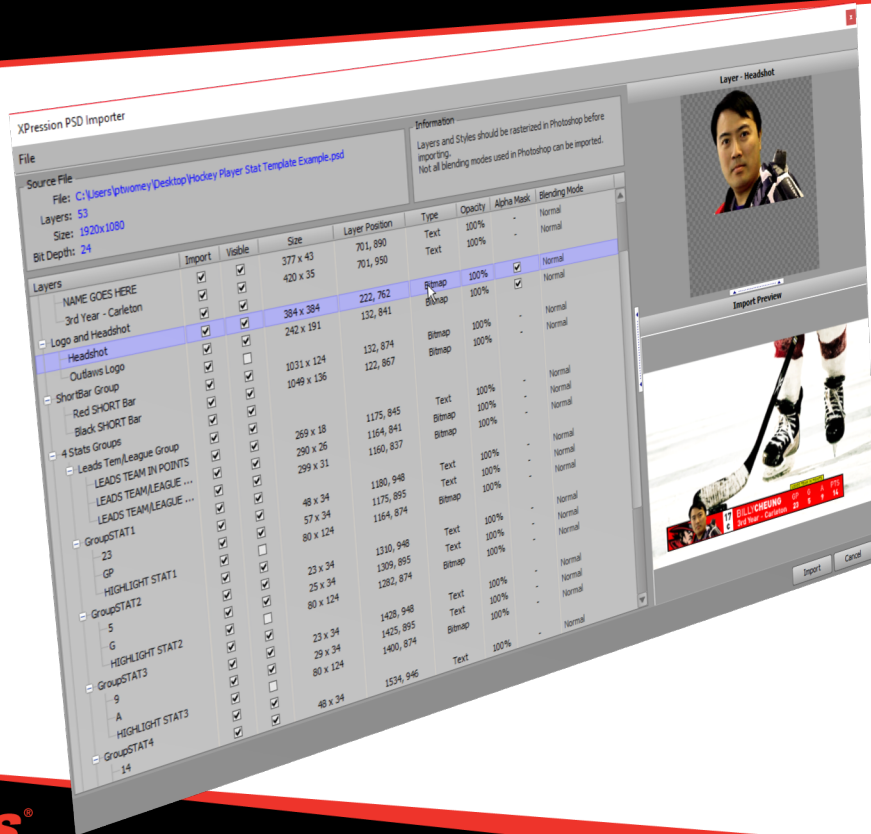 XPression PSD Importer
File
Source File
File: C:\Users\ptwomey\Desktop\Hockey Player Stat Template Example.psd
Layers: 53
Size: 1920x1080
Bit Depth: 24
Information
Layers and Styles should be rasterized in Photoshop before
importing.
Not all blending modes used in Photoshop can be imported.
Layers Import Visible Size Layer Position Type Opacity Alpha Mask Blending Mode
NAME GOES HERE 377 x 43 701, 890 Text 100% - Normal
3rd Year - Carleton 420 x 35 701, 950 Text 100% - Normal
Logo and Headshot
Headshot 384 x 384 222, 762 Bitmap 100% Normal
Outlaws Logo 242 x 191 132, 841 Bitmap 100% Normal
ShortBar Group
Red SHORT Bar 1031 x 124 132, 874 Bitmap 100% - Normal
Black SHORT Bar 1049 x 136 122, 867 Bitmap 100% - Normal
4 Stats Groups
Leads Tem/League Group
LEADS TEAM IN POINTS 269 x 18 1175, 845 Text 100% - Normal
LEADS TEAM/LEAGUE ... 290 x 26 1164, 841 Bitmap 100% - Normal
LEADS TEAM/LEAGUE ... 299 x 31 1160, 837 Bitmap 100% - Normal
GroupSTAT1
23 48 x 34 1180, 948 Text 100% - Normal
GP 57 x 34 1175, 895 Text 100% - Normal
HIGHLIGHT STAT1 80 x 124 1164, 874 Bitmap 100% - Normal
GroupSTAT2
5 23 x 34 1310, 948 Text 100% - Normal
G 25 x 34 1309, 895 Text 100% - Normal
HIGHLIGHT STAT2 80 x 124 1282, 874 Bitmap 100% - Normal
GroupSTAT3
9 23 x 34 1428, 948 Text 100% - Normal
A 29 x 34 1425, 895 Text 100% - Normal
HIGHLIGHT STAT3 80 x 124 1400, 874 Bitmap 100% - Normal
GroupSTAT4
14 48 x 34 1534, 946 Text 100% - Normal
Layer - Headshot
Import Preview
17
C
BILLYCHEUNG
3rd Year - Carleton
GP G A PTS
23 5 9 14
Import Cancel
s®